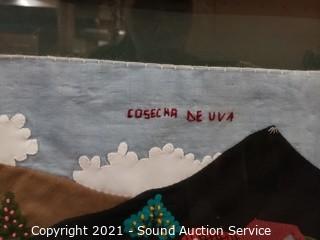 COSECHA DE UVA
Copyright 2021 - Sound Auction Service